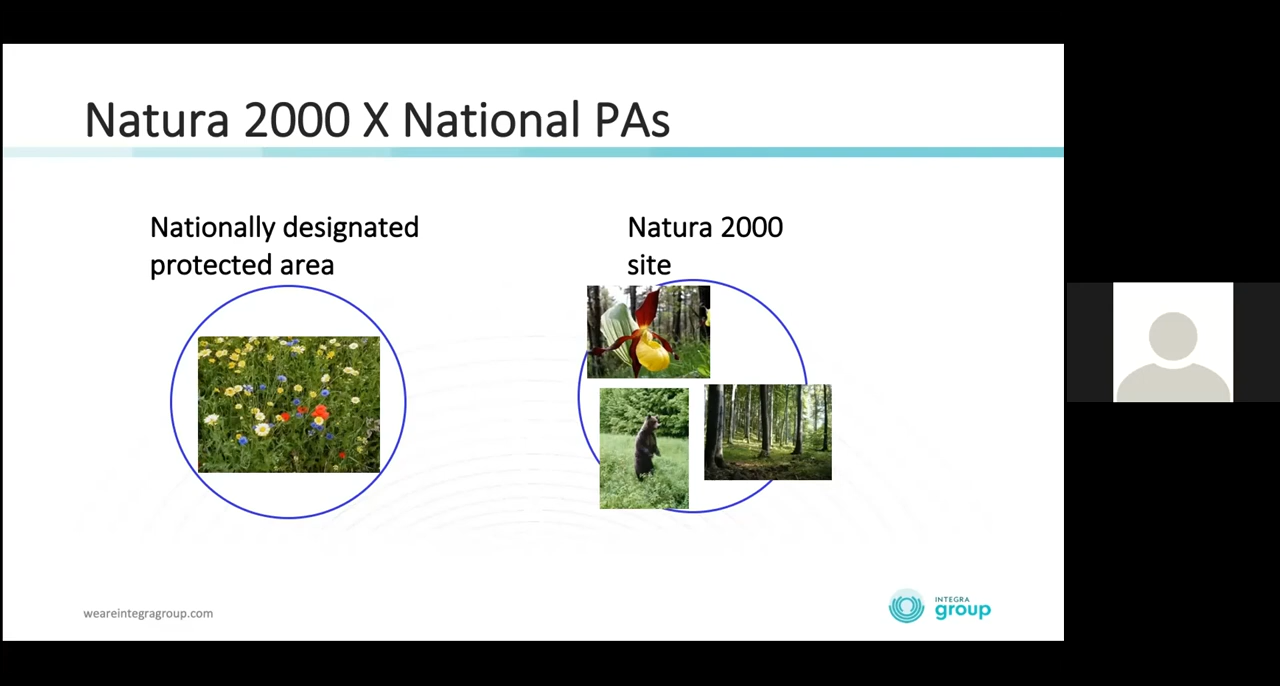 Natura 2000 X National PAs
Nationally designated
protected area
Natura 2000
site
weareintegragroup.com
INTEGRA
group